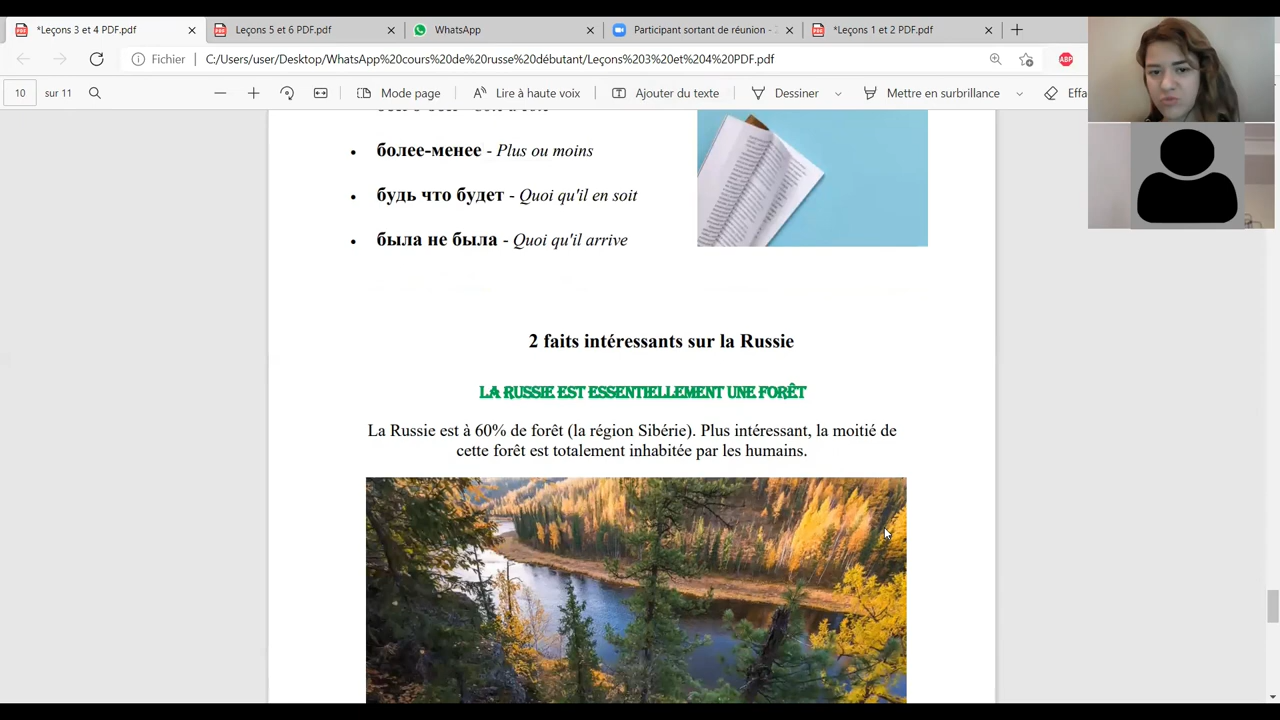 *Leçons 3 et 4 PDF.pdf
Leçons 5 et 6 PDF.pdf
WhatsApp
Participant sortant de réunion -
*Leçons 1 et 2 PDF.pdf
Fichier
C:/Users/user/Desktop/WhatsApp%20cours%20de%20russe%20débutant/Leçons%203%20et%204%20PDF.pdf
ABP
10 sur 11
Mode page
Lire à haute voix
Ajouter du texte
Dessiner
Mettre en surbrillance
Effa
• более-менее - Plus ou moins
• будь что будет - Quoi qu'il en soit
• была не была - Quoi qu'il arrive
2 faits intéressants sur la Russie
LA RUSSIE EST ESSENTIELLEMENT UNE FORÊT
La Russie est à 60% de forêt (la région Sibérie). Plus intéressant, la moitié de
cette forêt est totalement inhabitée par les humains.